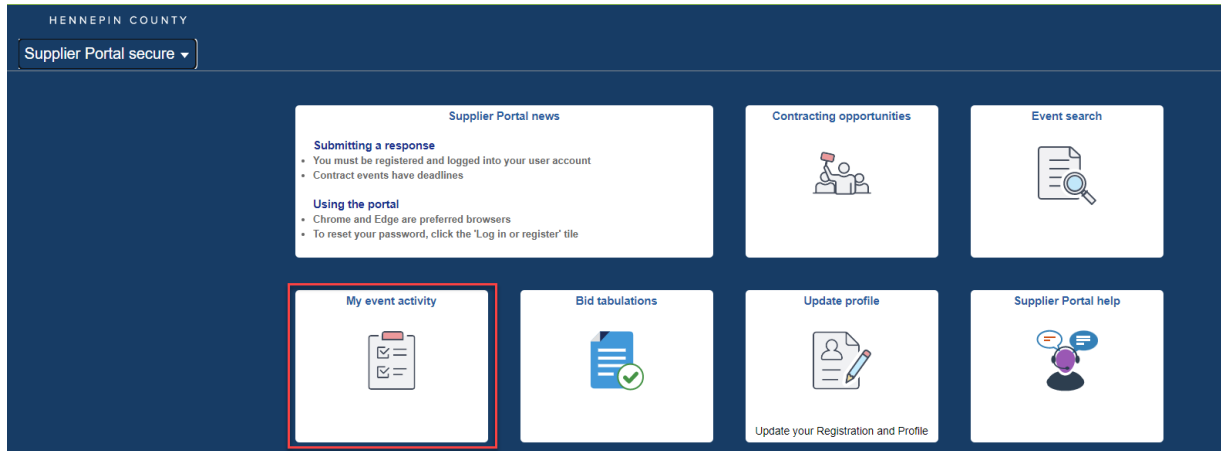 HENNEPIN COUNTY
Supplier Portal secure
Supplier Portal news
Submitting a response
• You must be registered and logged into your user account
• Contract events have deadlines
Using the portal
• Chrome and Edge are preferred browsers
• To reset your password, click the 'Log in or register' tile
Contracting opportunities
Event search
My event activity
Bid tabulations
Update profile
Update your Registration and Profile
Supplier Portal help